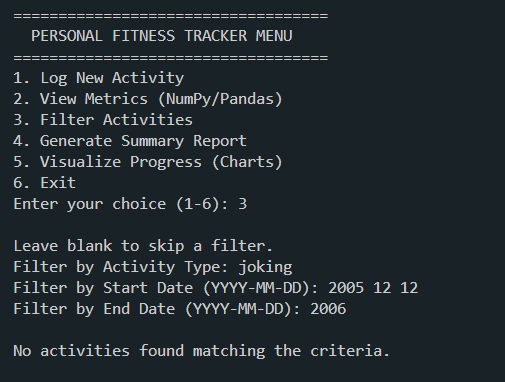 ===================================
PERSONAL FITNESS TRACKER MENU
===================================
1. Log New Activity
2. View Metrics (NumPy/Pandas)
3. Filter Activities
4. Generate Summary Report
5. Visualize Progress (Charts)
6. Exit
Enter your choice (1-6): 3
Leave blank to skip a filter.
Filter by Activity Type: joking
Filter by Start Date (YYYY-MM-DD): 2005 12 12
Filter by End Date (YYYY-MM-DD): 2006
No activities found matching the criteria.